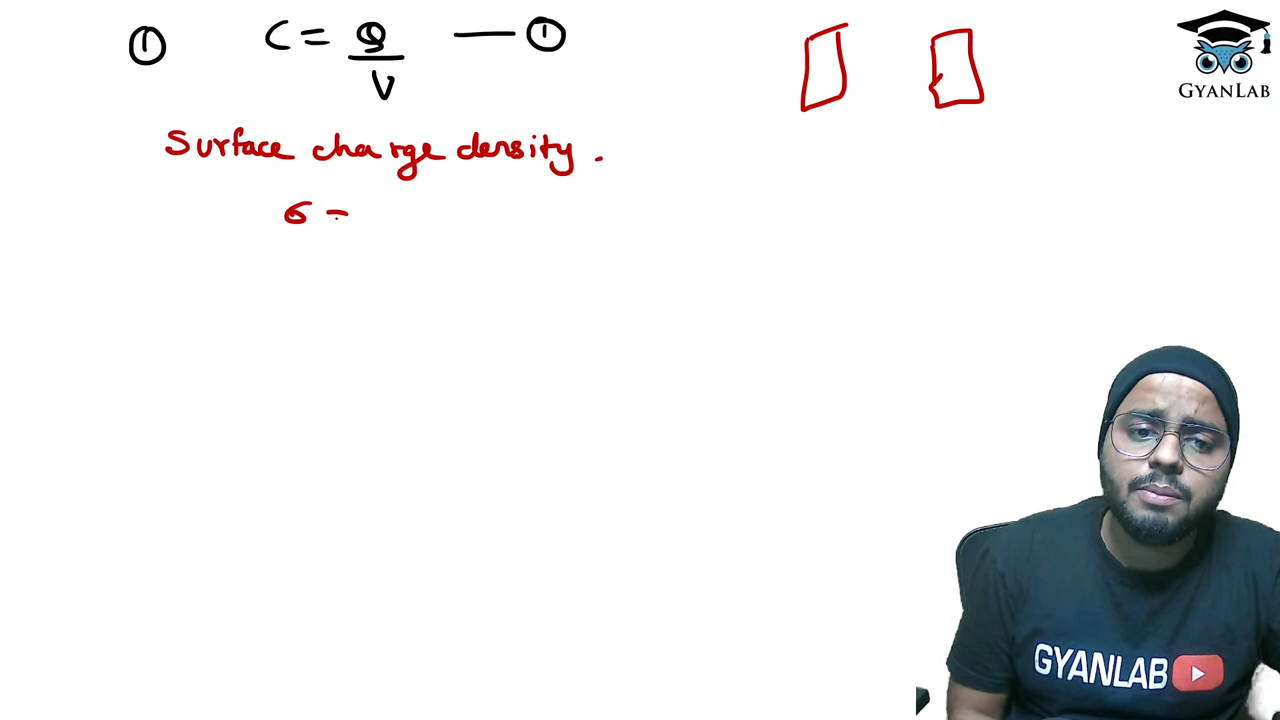 ① C = Q/V — ①
Surface charge density.
σ =
GYANLAB
GYANLAB